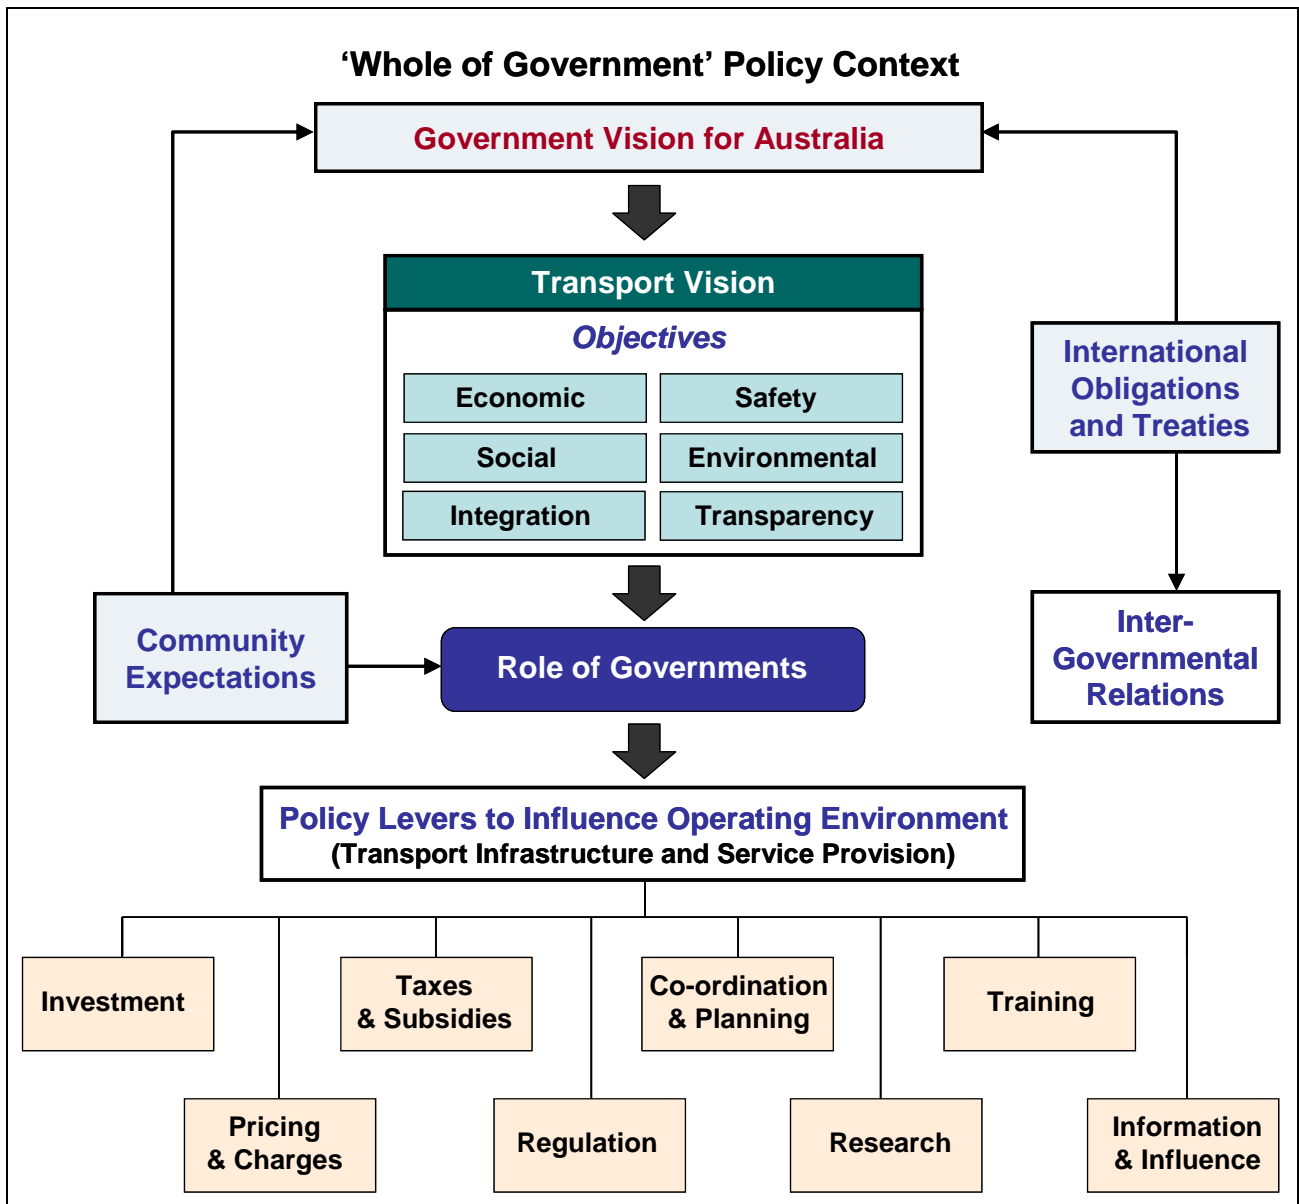 ‘Whole of Government’ Policy Context
Government Vision for Australia
Transport Vision
Objectives
Economic
Safety
Social
Environmental
Integration
Transparency
International
Obligations
and Treaties
Community
Expectations
Role of Governments
Inter-
Governmental
Relations
Policy Levers to Influence Operating Environment
(Transport Infrastructure and Service Provision)
Investment
Taxes
& Subsidies
Co-ordination
& Planning
Training
Pricing
& Charges
Regulation
Research
Information
& Influence